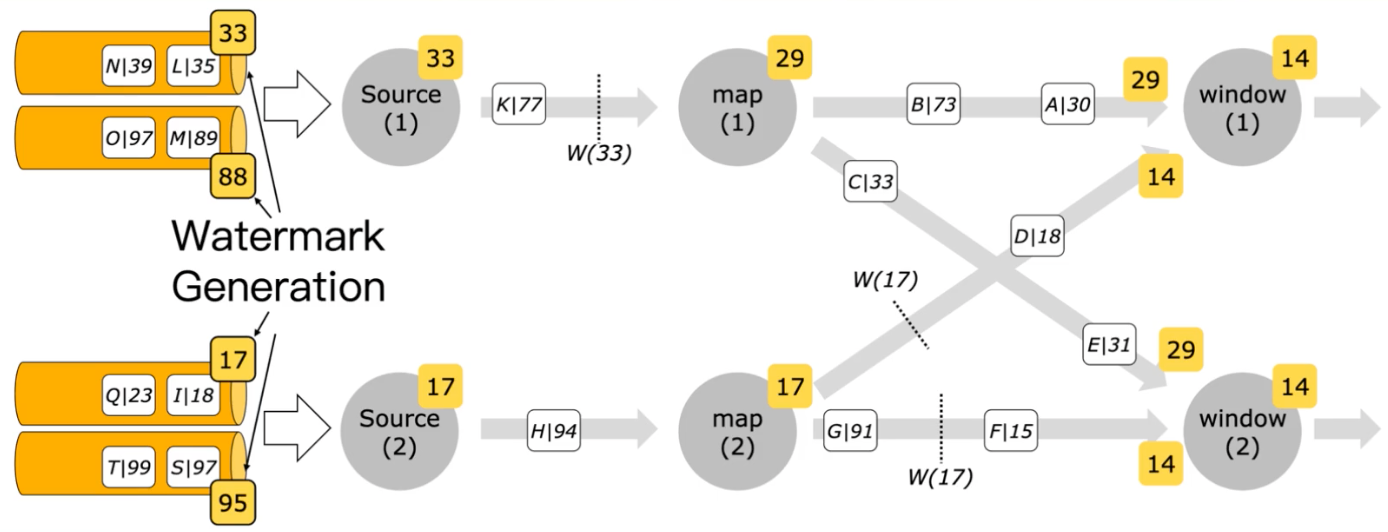 33
N|39 L|35
O|97 M|89
88
Source
(1)
33
K|77
W(33)
map
(1)
29
B|73
A|30
29
window
(1)
14
14
C|33
D|18
W(17)
E|31
29
Watermark
Generation
17
Q|23 I|18
T|99 S|97
95
Source
(2)
17
H|94
map
(2)
17
G|91
W(17)
F|15
14
window
(2)
14